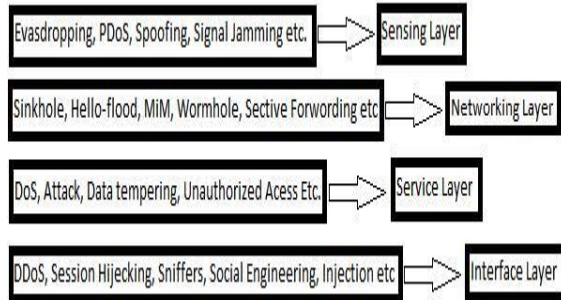 Evasdropping, PDoS, Spoofing, Signal Jamming etc.
Sensing Layer
Sinkhole, Hello-flood, MiM, Wormhole, Sective Forwording etc
Networking Layer
DoS, Attack, Data tempering, Unauthorized Acess Etc.
Service Layer
DDoS, Session Hijecking, Sniffers, Social Engineering, Injection etc
Interface Layer